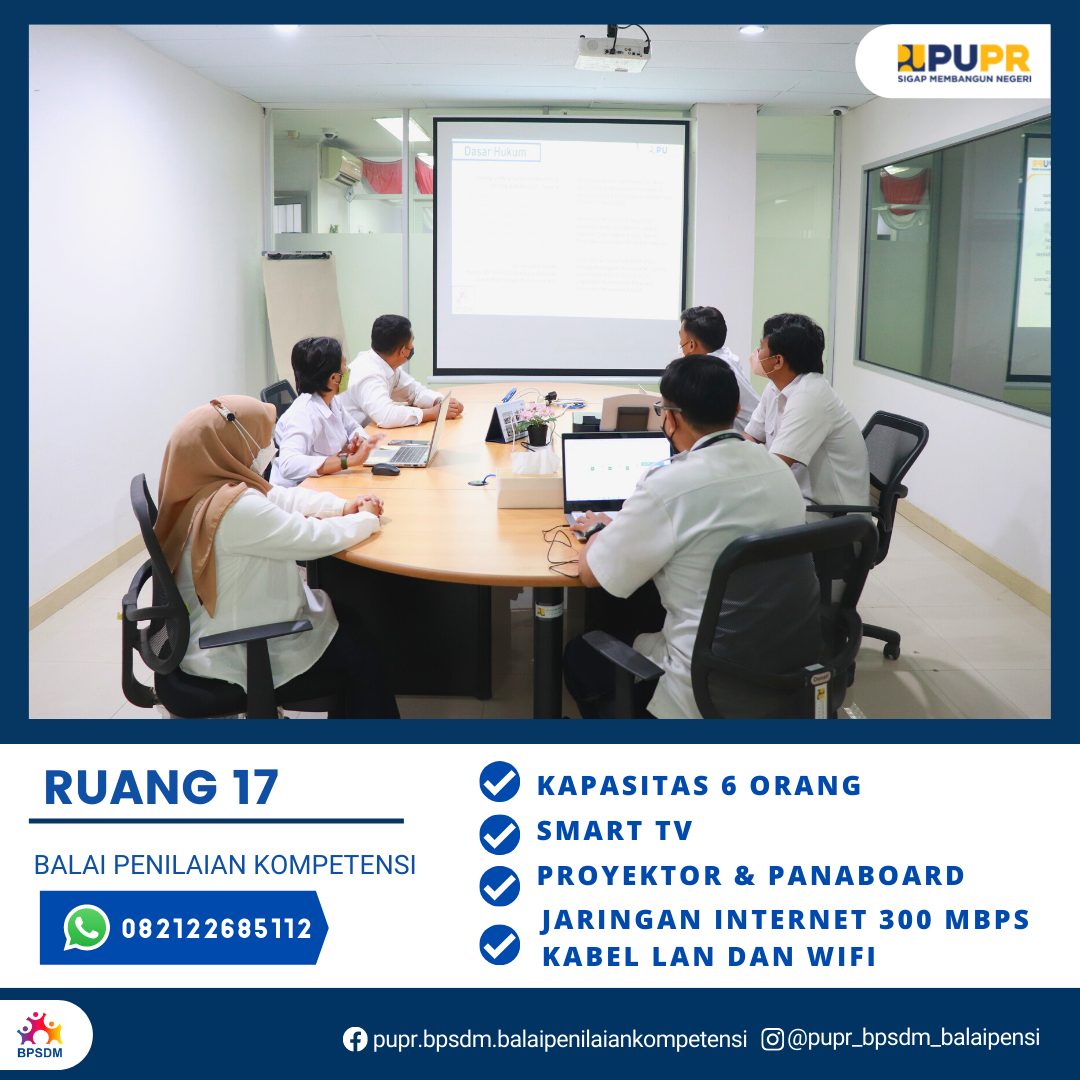 PUPR
SIGAP MEMBANGUN NEGERI
Dasar Hukum
PU
RUANG 17
BALAI PENILAIAN KOMPETENSI
082122685112
KAPASITAS 6 ORANG
SMART TV
PROYEKTOR & PANABOARD
JARINGAN INTERNET 300 MBPS
KABEL LAN DAN WIFI
BPSDM
pupr.bpsdm.balaipenilaiankompetensi
@pupr_bpsdm_balaipensi